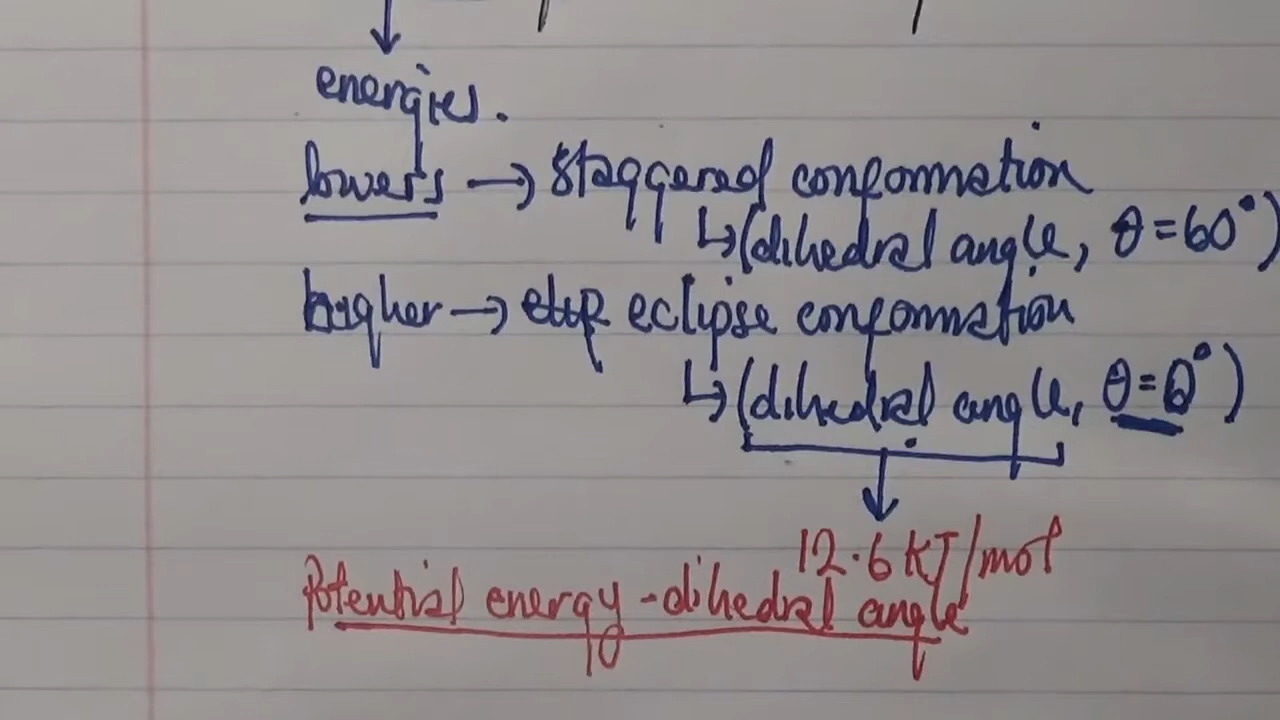 energies.
lowers → staggered conformation
↳ (dihedral angle, θ = 60°)
higher → eclipse conformation
↳ (dihedral angle, θ = 0°)
12.6 KJ/mol
Potential energy - dihedral angle